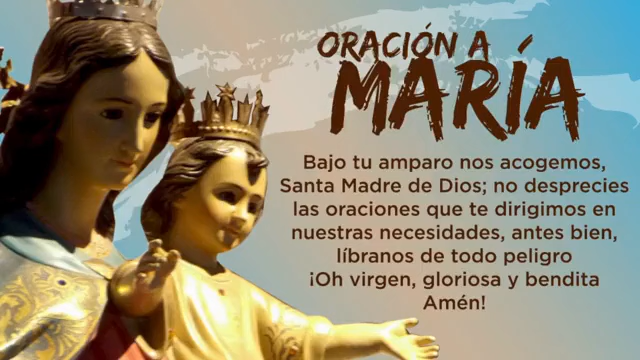 ORACIÓN A
MARÍA
Bajo tu amparo nos acogemos,
Santa Madre de Dios; no desprecies
las oraciones que te dirigimos en
nuestras necesidades, antes bien,
líbranos de todo peligro
¡Oh virgen, gloriosa y bendita
Amén!